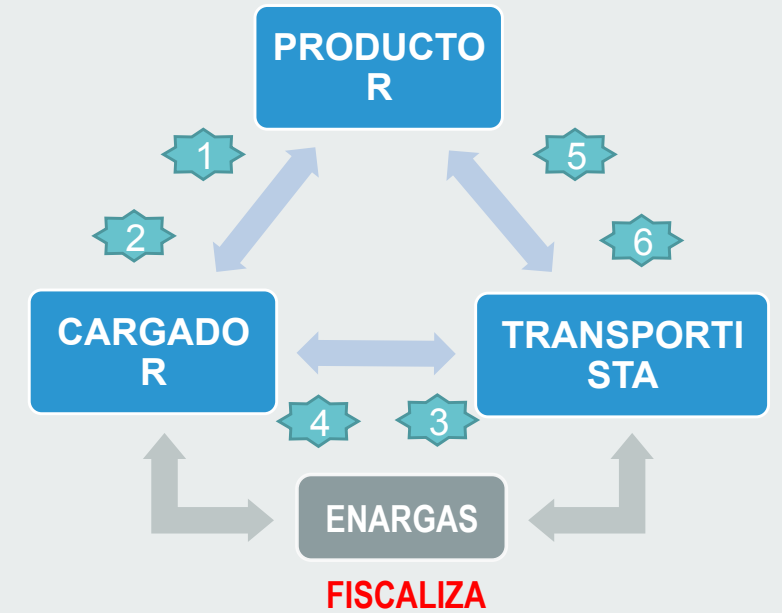 PRODUCTO
R
1
5
2
6
CARGADO
R
TRANSPORTI
STA
4
3
ENARGAS
FISCALIZA